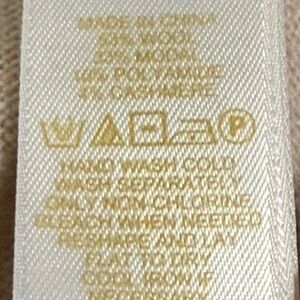 MADE IN CHINA
WOOL
MODAL
10% POLYAMIDE
CASHMERE
P
HAND WASH COLD
WASH SEPARATELY
ONLY NON-CHLORINE
BLEACH WHEN NEEDED
RESHAPE AND LAY
FLAT TO DRY
COOL IRON IF